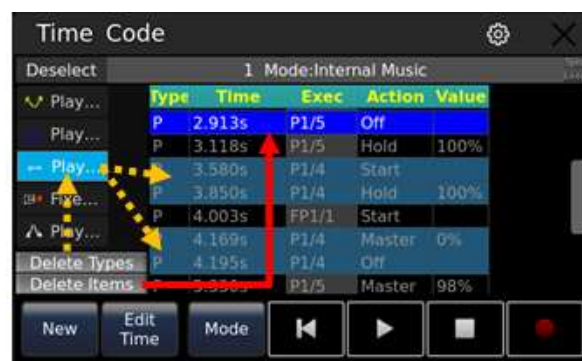 Time Code
Deselect 1 Mode:Internal Music
Type Time Exec Action Value
Play... P 2.913s P1/5 Off
Play... P 3.118s P1/5 Hold 100%
Play... P 3.580s P1/4 Start
Fixe... P 3.850s P1/4 Hold 100%
Play... P 4.003s FP1/1 Start
P 4.169s P1/4 Master 0%
Delete Types P 4.195s P1/4 Off
Delete Items P1/5 Master 98%
New Edit Time Mode